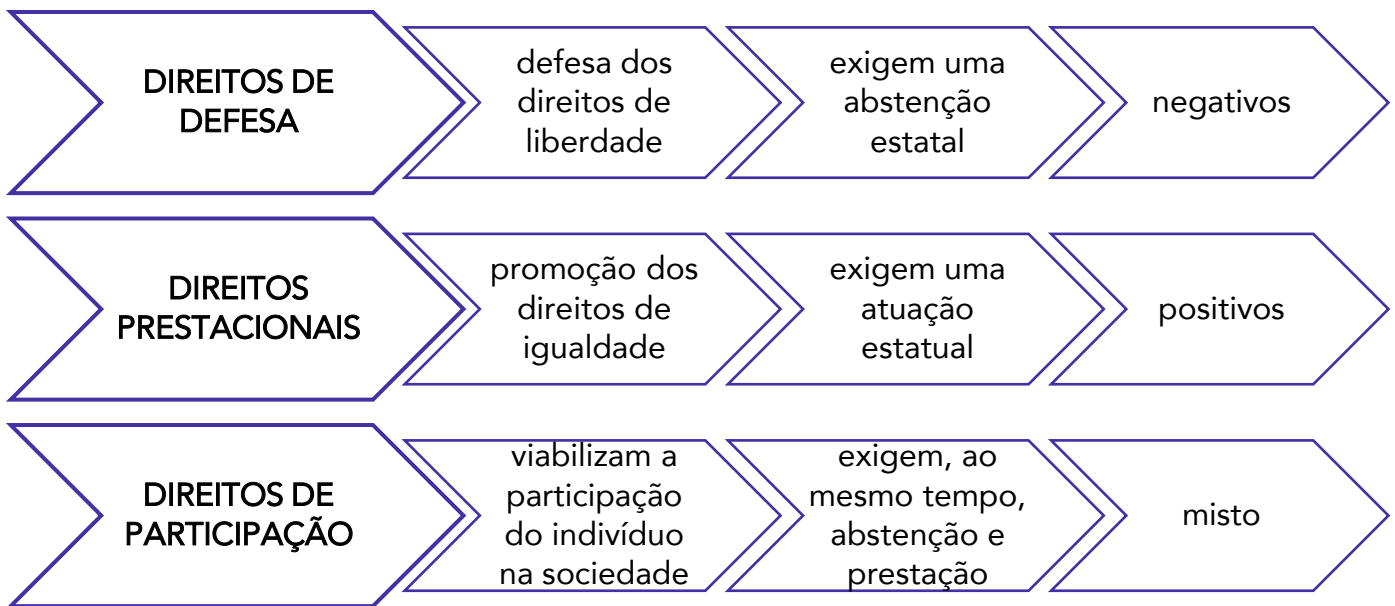 DIREITOS DE
DEFESA
defesa dos
direitos de
liberdade
exigem uma
abstenção
estatal
negativos
DIREITOS
PRESTACIONAIS
promoção dos
direitos de
igualdade
exigem uma
atuação
estatual
positivos
DIREITOS DE
PARTICIPAÇÃO
viabilizam a
participação
do indivíduo
na sociedade
exigem, ao
mesmo tempo,
abstenção e
prestação
misto